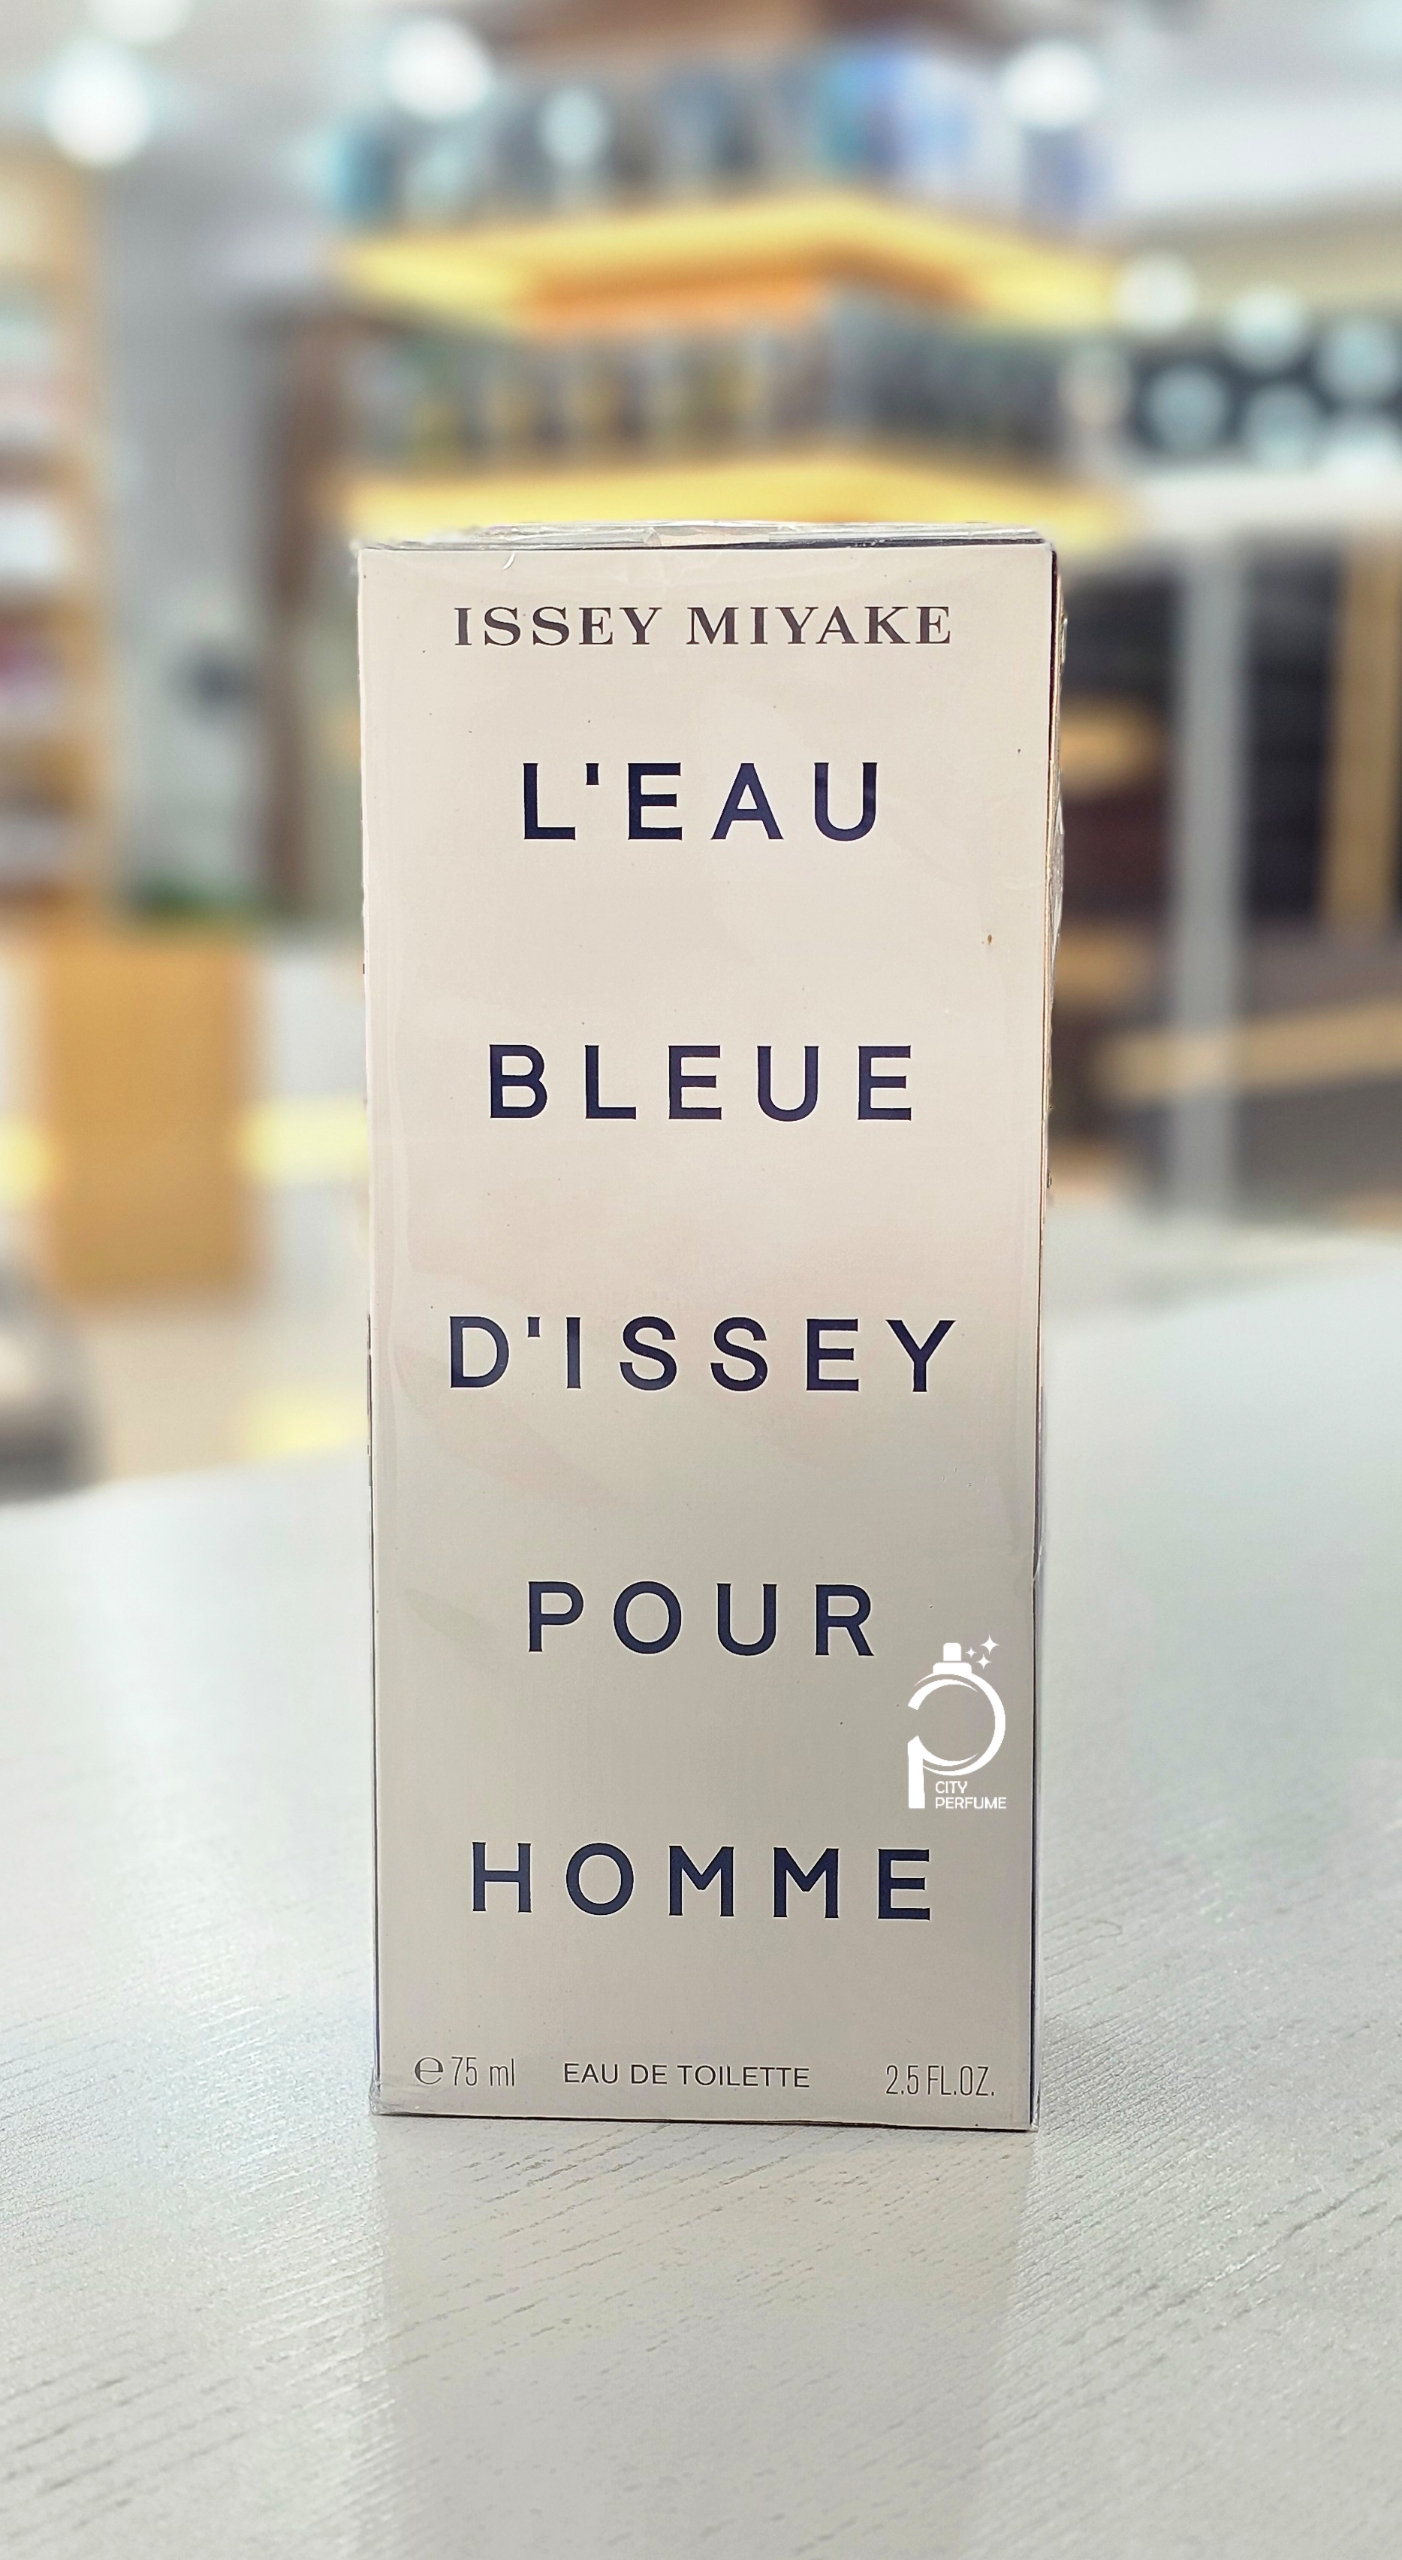 ISSEY MIYAKE
L'EAU
BLEUE
D'ISSEY
POUR
CITY
PERFUME
HOMME
℮ 75 ml EAU DE TOILETTE 2.5 FL.OZ.